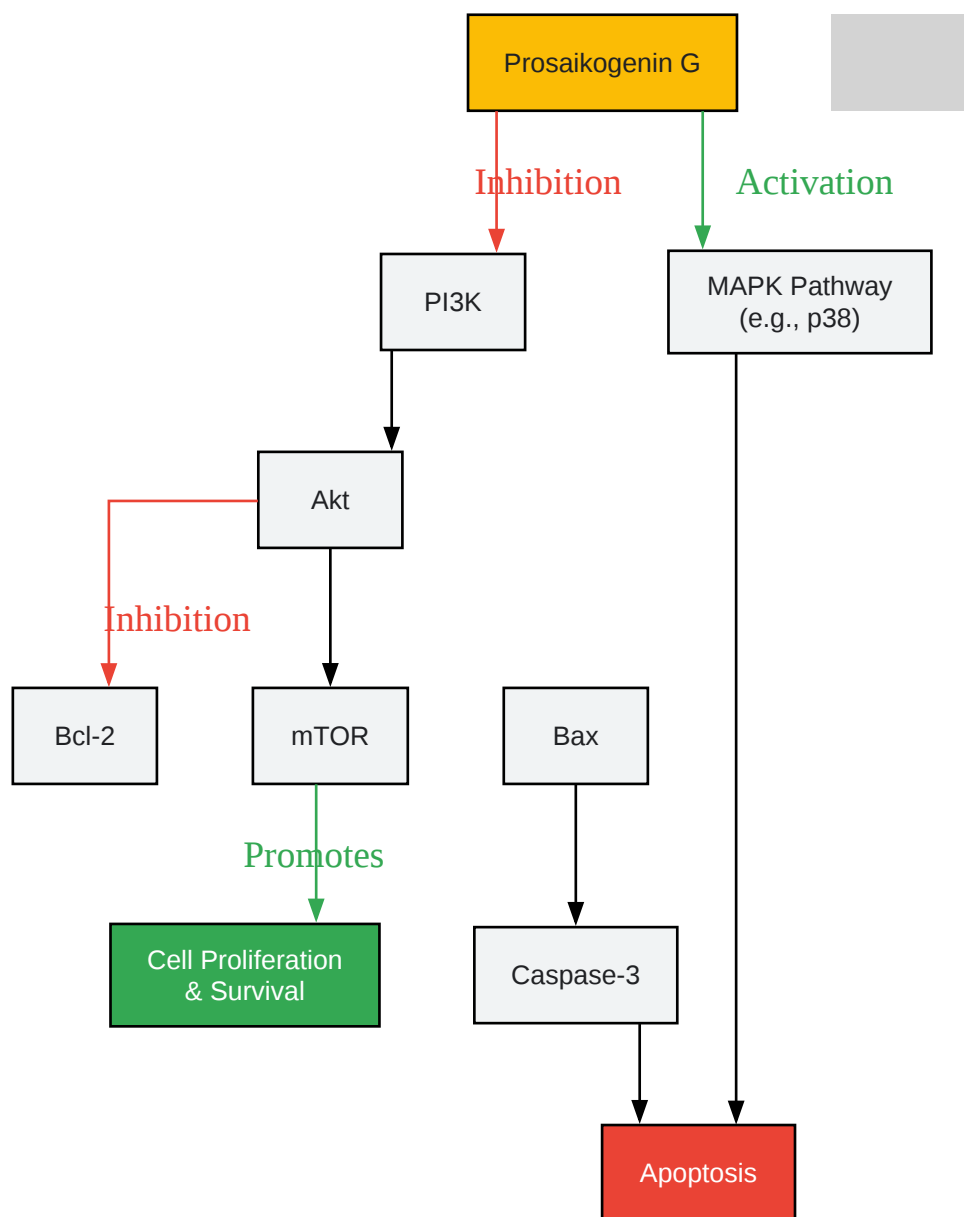 Prosaikogenin G
Inhibition
Activation
PI3K
MAPK Pathway
(e.g., p38)
Akt
Inhibition
Bcl-2
mTOR
Bax
Promotes
Cell Proliferation
& Survival
Caspase-3
Apoptosis